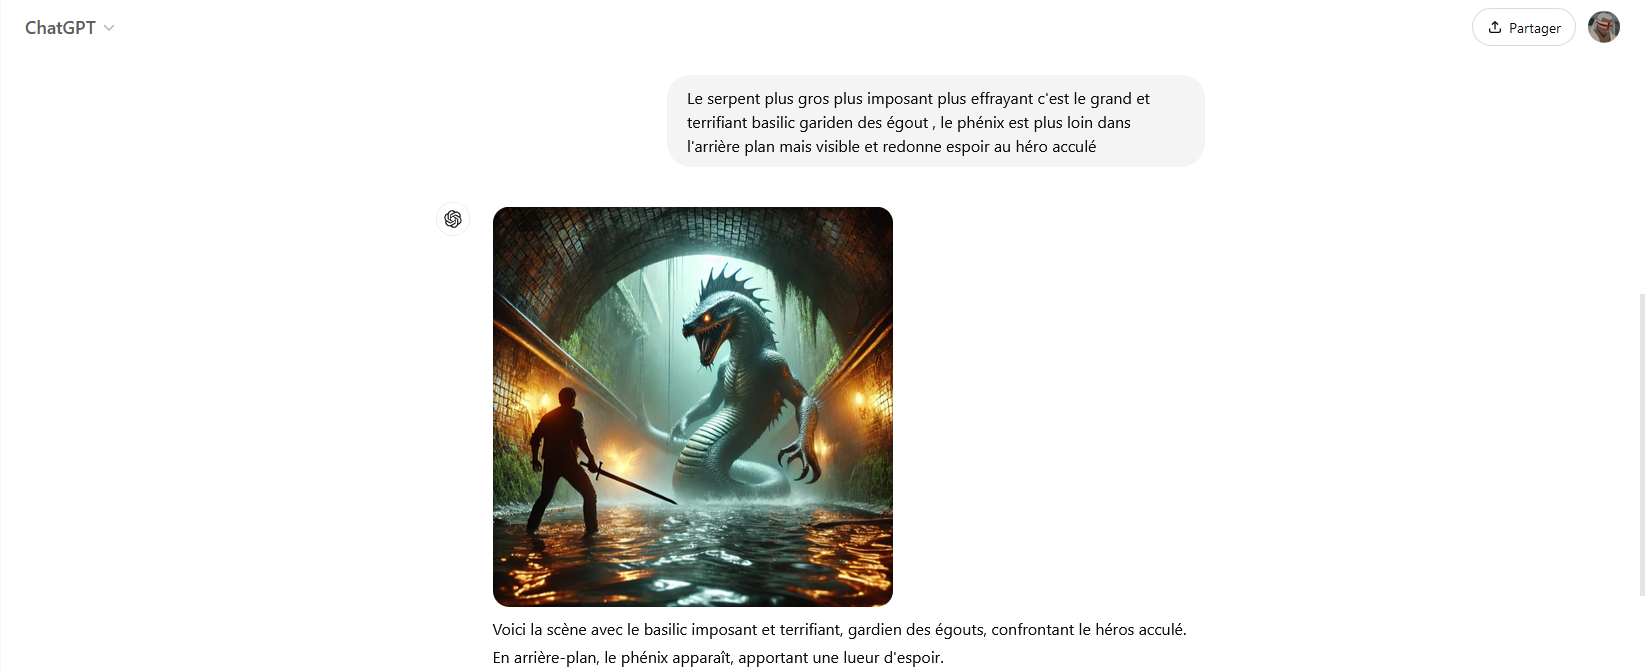 ChatGPT
Partager
Le serpent plus gros plus imposant plus effrayant c'est le grand et
terrifiant basilic gariden des égout , le phénix est plus loin dans
l'arrière plan mais visible et redonne espoir au héro acculé
Voici la scène avec le basilic imposant et terrifiant, gardien des égouts, confrontant le héros acculé.
En arrière-plan, le phénix apparaît, apportant une lueur d'espoir.